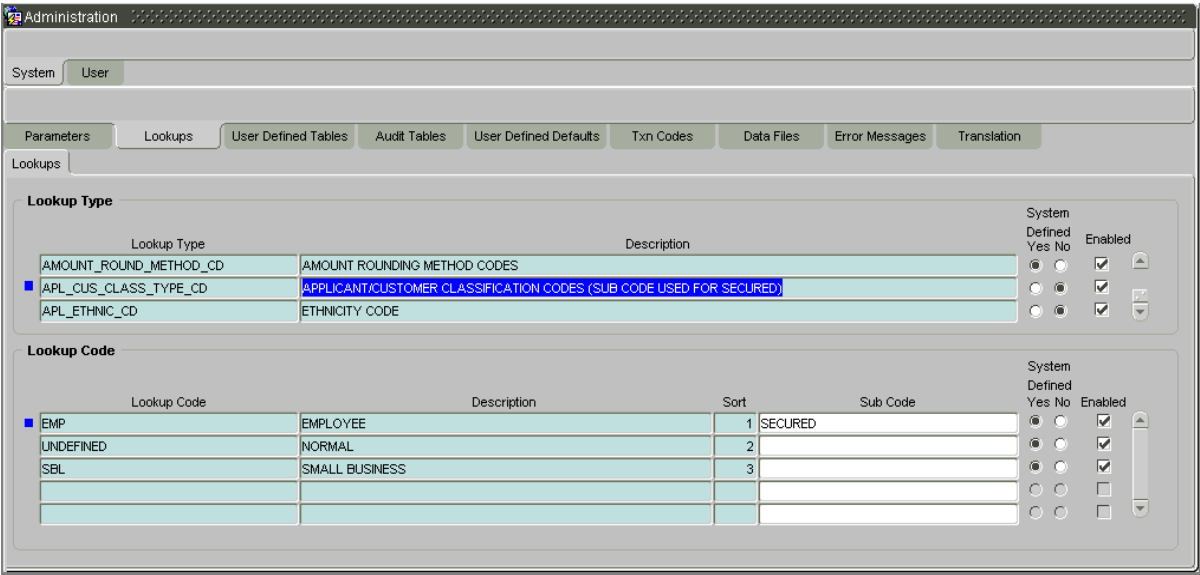 Administration
System User
Parameters Lookups User Defined Tables Audit Tables User Defined Defaults Txn Codes Data Files Error Messages Translation
Lookups
Lookup Type
System
Defined
Lookup Type Description Yes No Enabled
AMOUNT_ROUND_METHOD_CD AMOUNT ROUNDING METHOD CODES
APL_CUS_CLASS_TYPE_CD APPLICANT/CUSTOMER CLASSIFICATION CODES (SUB CODE USED FOR SECURED)
APL_ETHNIC_CD ETHNICITY CODE
Lookup Code
System
Defined
Lookup Code Description Sort Sub Code Yes No Enabled
EMP EMPLOYEE 1 SECURED
UNDEFINED NORMAL 2
SBL SMALL BUSINESS 3